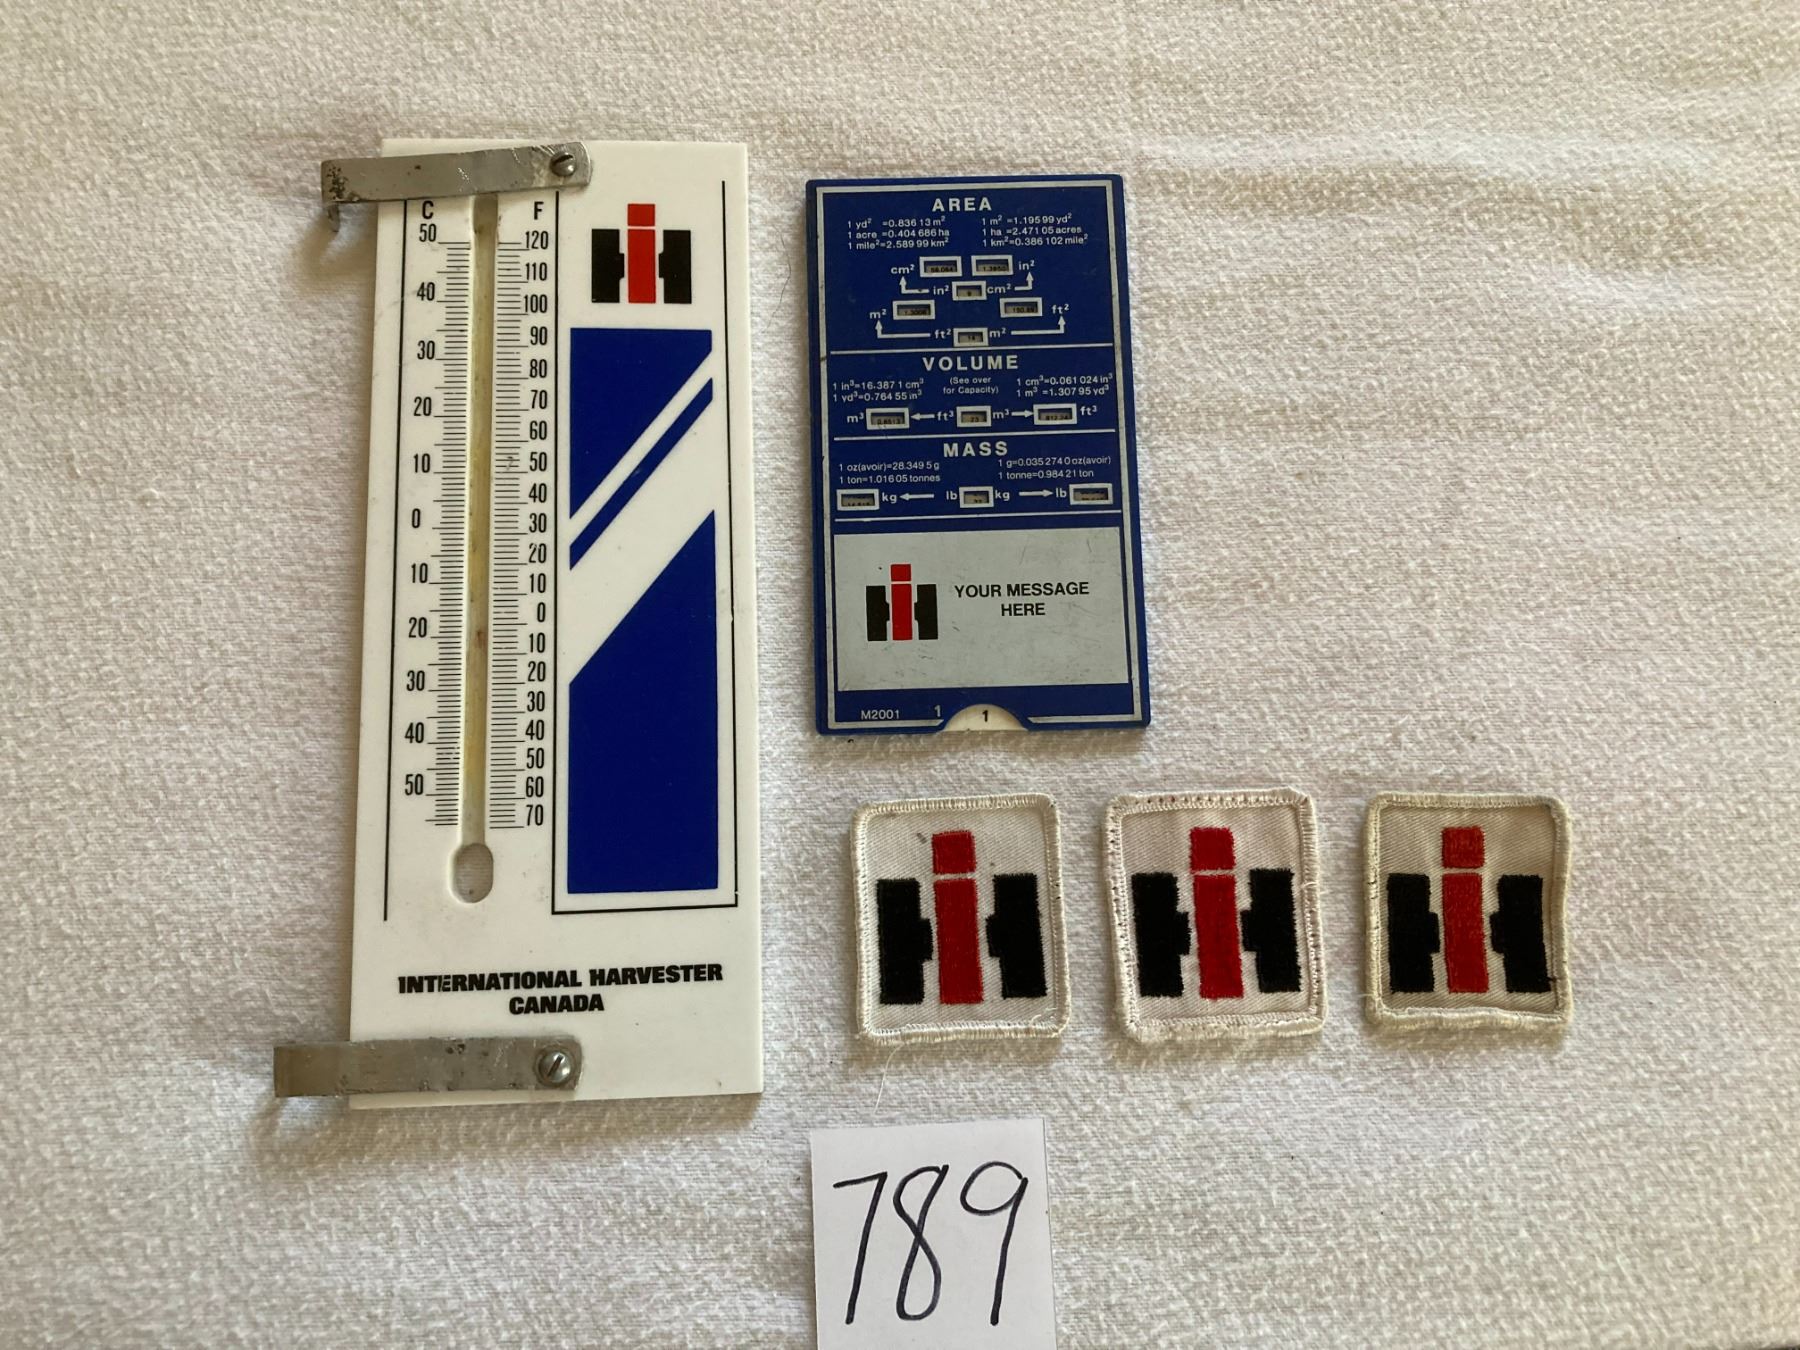 C F
50 120
110
40 100
90
30 80
70
20 60
10 50
40
0 30
20
10 10
0
20 10
30 20
30
40 40
50
50 60
70
INTERNATIONAL HARVESTER
CANADA
AREA
1 yd² =0.836 13 m² 1 m² =1.195 99 yd²
1 acre =0.404 686 ha 1 ha =2.471 05 acres
1 mile²=2.589 99 km² 1 km²=0.386 102 mile²
cm² in²
in² cm²
m² ft²
ft² 14 m²
VOLUME
1 in³=16.387 1 cm³ (See over 1 cm³=0.061 024 in³
1 yd³=0.764 55 in³ for Capacity) 1 m³ =1.307 95 yd³
m³ ft³ 23 m³ ft³
MASS
1 oz(avoir)=28.349 5 g 1 g=0.035 274 0 oz(avoir)
1 ton=1.016 05 tonnes 1 tonne=0.984 21 ton
kg lb kg lb
YOUR MESSAGE
HERE
M2001 1 1
789